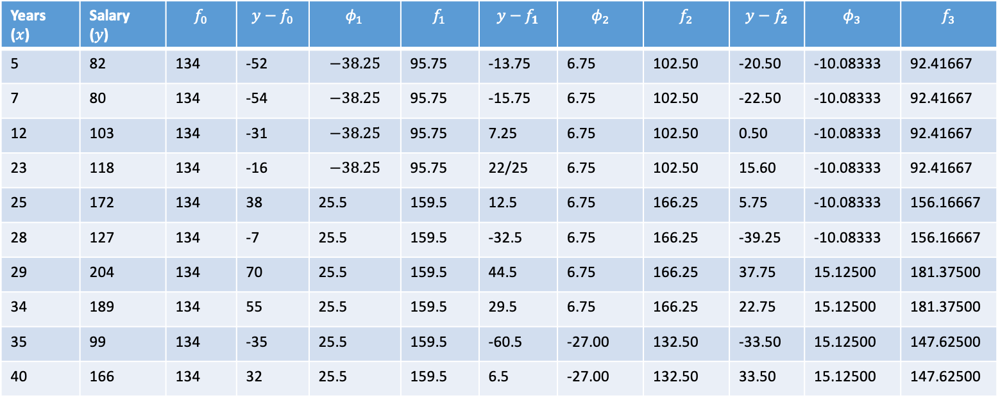 Years (x) Salary (y) f₀ y − f₀ ϕ₁ f₁ y − f₁ ϕ₂ f₂ y − f₂ ϕ₃ f₃
5 82 134 -52 −38.25 95.75 -13.75 6.75 102.50 -20.50 -10.08333 92.41667
7 80 134 -54 −38.25 95.75 -15.75 6.75 102.50 -22.50 -10.08333 92.41667
12 103 134 -31 −38.25 95.75 7.25 6.75 102.50 0.50 -10.08333 92.41667
23 118 134 -16 −38.25 95.75 22/25 6.75 102.50 15.60 -10.08333 92.41667
25 172 134 38 25.5 159.5 12.5 6.75 166.25 5.75 -10.08333 156.16667
28 127 134 -7 25.5 159.5 -32.5 6.75 166.25 -39.25 -10.08333 156.16667
29 204 134 70 25.5 159.5 44.5 6.75 166.25 37.75 15.12500 181.37500
34 189 134 55 25.5 159.5 29.5 6.75 166.25 22.75 15.12500 181.37500
35 99 134 -35 25.5 159.5 -60.5 -27.00 132.50 -33.50 15.12500 147.62500
40 166 134 32 25.5 159.5 6.5 -27.00 132.50 33.50 15.12500 147.62500